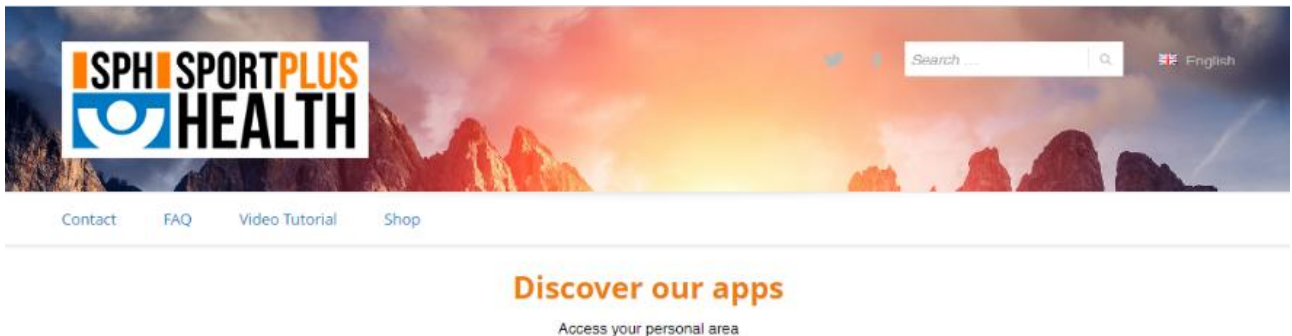 SPH SPORTPLUS
HEALTH
Search ...
English
Contact FAQ Video Tutorial Shop
Discover our apps
Access your personal area